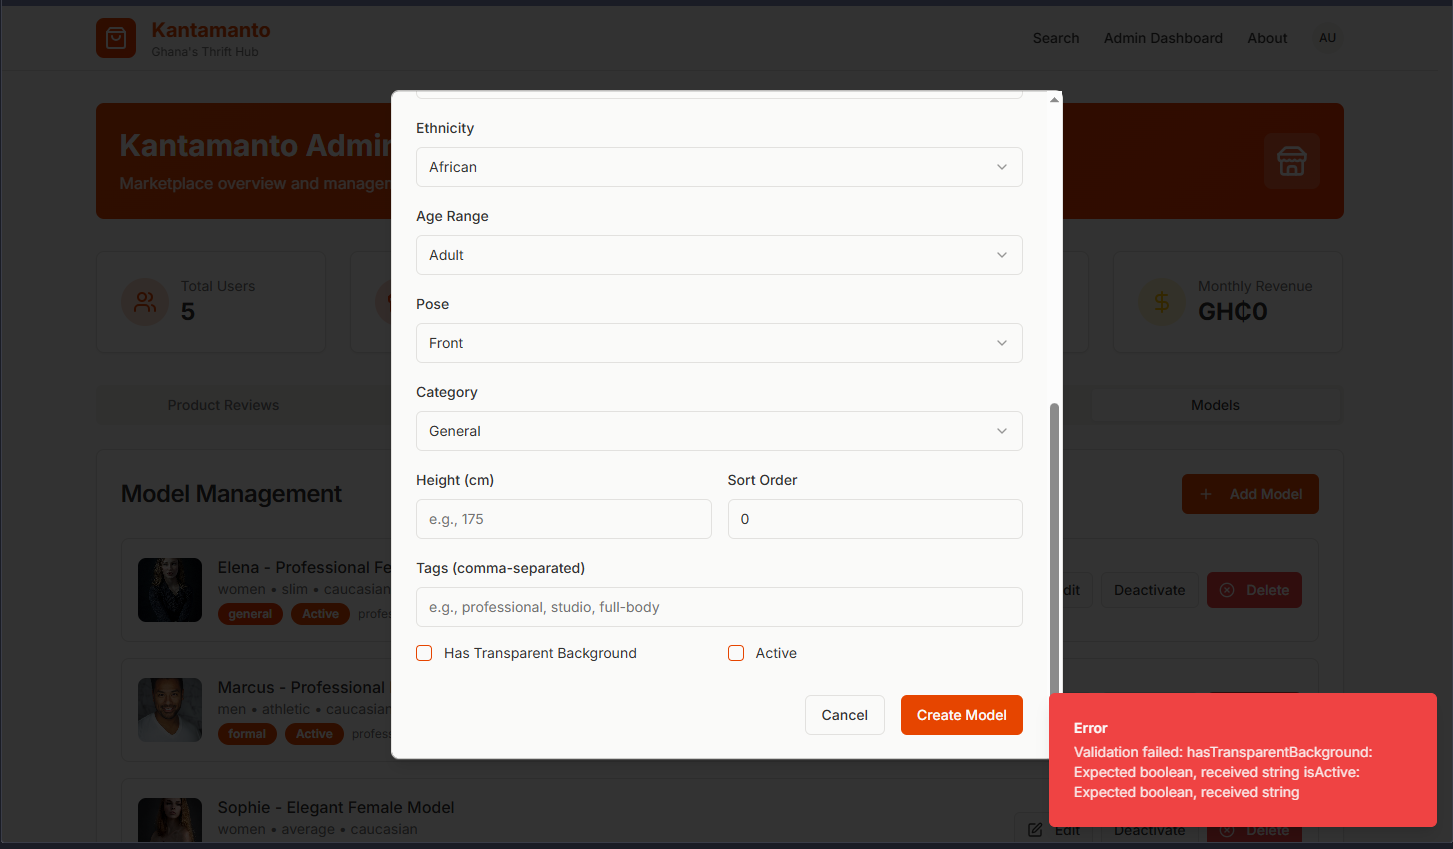 Kantamanto
Ghana's Thrift Hub
Search
Admin Dashboard
About
AU
Kantamanto Admin
Marketplace overview and managem
Total Users
5
Monthly Revenue
GH₵0
Product Reviews
Models
Model Management
Add Model
Elena - Professional Fe
women • slim • caucasian
general
Active
profes
dit
Deactivate
Delete
Marcus - Professional
men • athletic • caucasian
formal
Active
profess
Sophie - Elegant Female Model
women • average • caucasian
Edit
Deactivate
Delete
Ethnicity
African
Age Range
Adult
Pose
Front
Category
General
Height (cm)
Sort Order
e.g., 175
0
Tags (comma-separated)
e.g., professional, studio, full-body
Has Transparent Background
Active
Cancel
Create Model
Error
Validation failed: hasTransparentBackground:
Expected boolean, received string isActive:
Expected boolean, received string